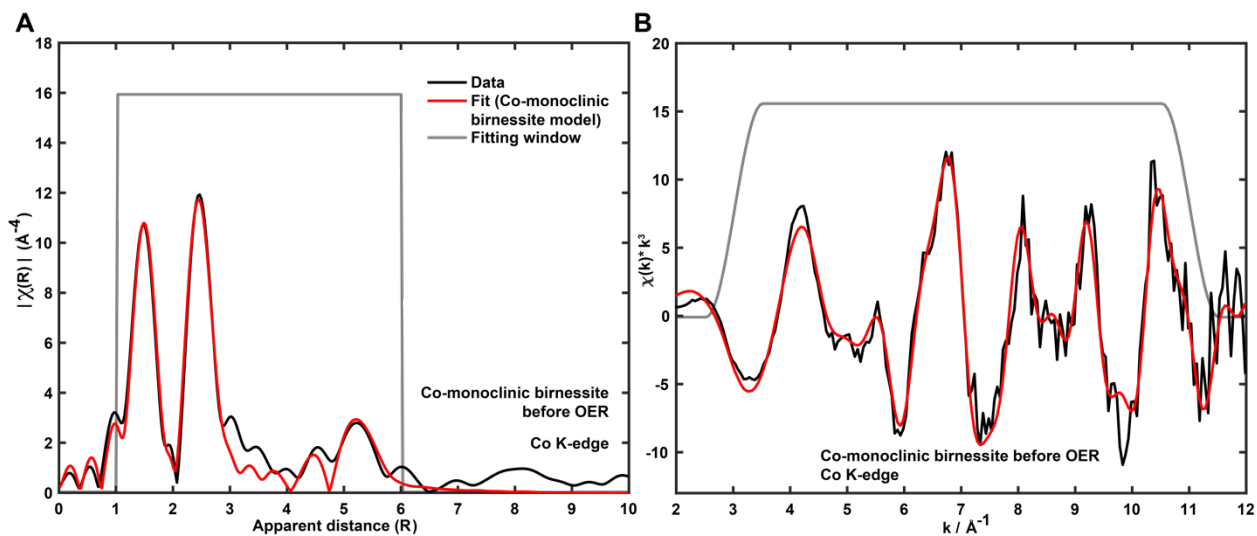 A
18
16
14
12
10
8
6
4
2
0
| χ(R) | (Å⁻⁴)
Data
Fit (Co-monoclinic
birnessite model)
Fitting window
Co-monoclinic birnessite
before OER
Co K-edge
0 1 2 3 4 5 6 7 8 9 10
Apparent distance (R)
B
20
15
10
5
0
-5
-10
χ(k)* k³
Co-monoclinic birnessite before OER
Co K-edge
2 3 4 5 6 7 8 9 10 11 12
k / Å⁻¹